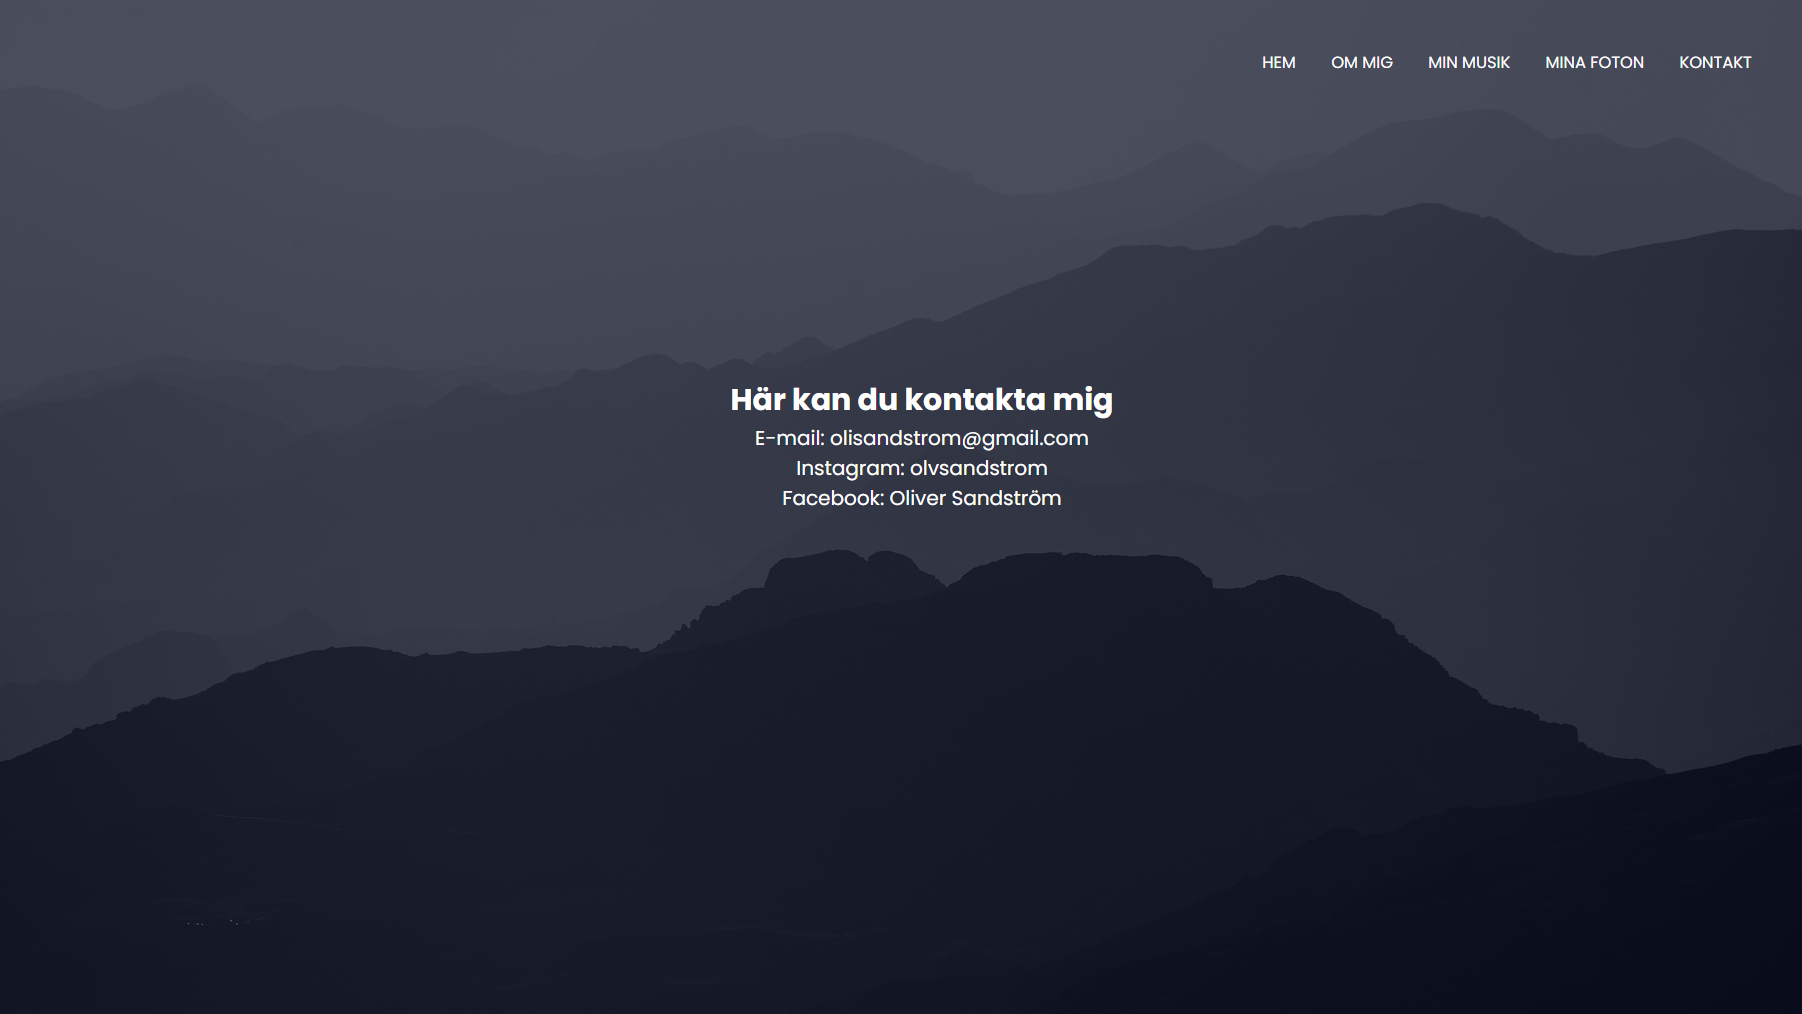 HEM OM MIG MIN MUSIK MINA FOTON KONTAKT
Här kan du kontakta mig
E-mail: olisandstrom@gmail.com
Instagram: olvsandstrom
Facebook: Oliver Sandström